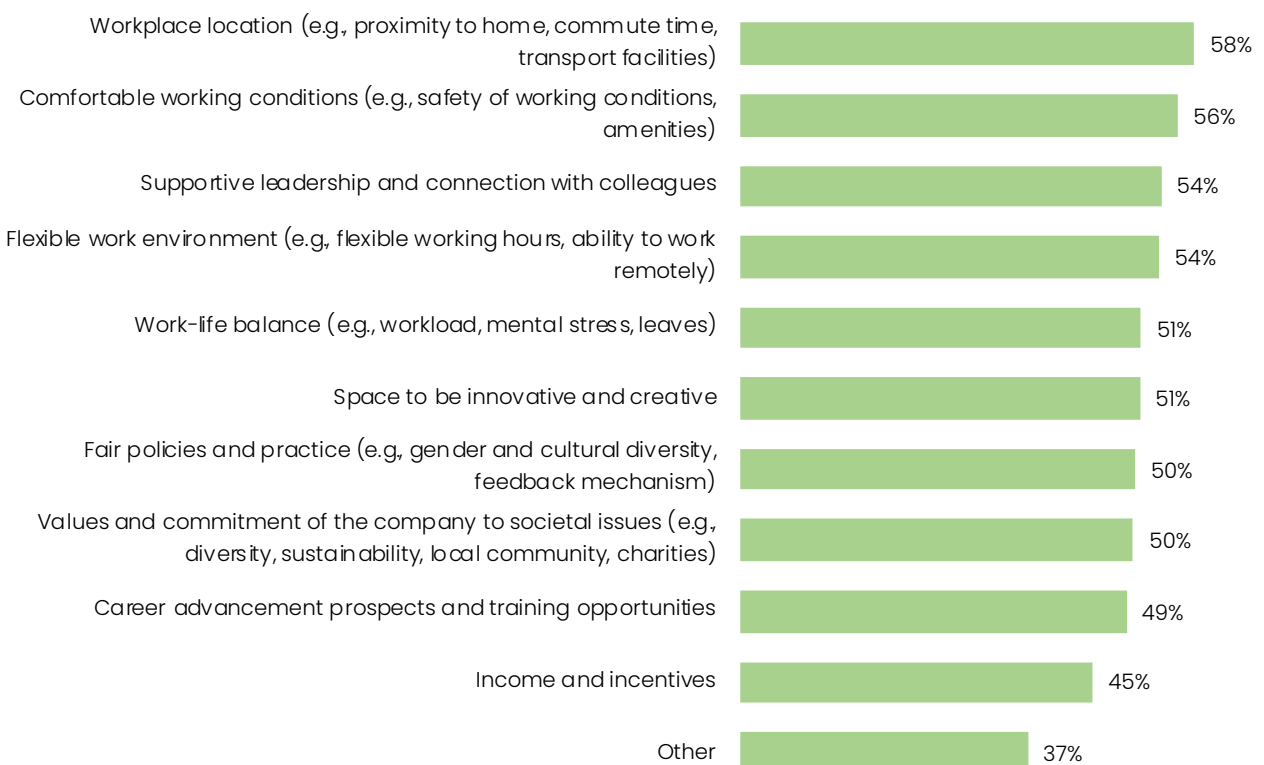 Workplace location (e.g., proximity to home, commute time,
transport facilities)
58%
Comfortable working conditions (e.g., safety of working conditions,
amenities)
56%
Supportive leadership and connection with colleagues
54%
Flexible work environment (e.g., flexible working hours, ability to work
remotely)
54%
Work-life balance (e.g., workload, mental stress, leaves)
51%
Space to be innovative and creative
51%
Fair policies and practice (e.g., gender and cultural diversity,
feedback mechanism)
50%
Values and commitment of the company to societal issues (e.g.,
diversity, sustainability, local community, charities)
50%
Career advancement prospects and training opportunities
49%
Income and incentives
45%
Other
37%